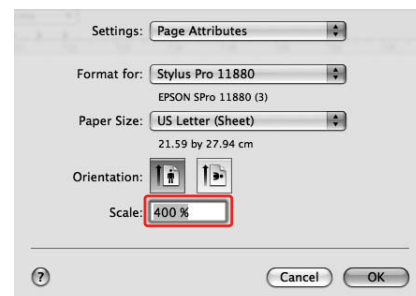 Settings: Page Attributes
Format for: Stylus Pro 11880
EPSON SPro 11880 (3)
Paper Size: US Letter (Sheet)
21.59 by 27.94 cm
Orientation:
Scale: 400 %
? Cancel OK